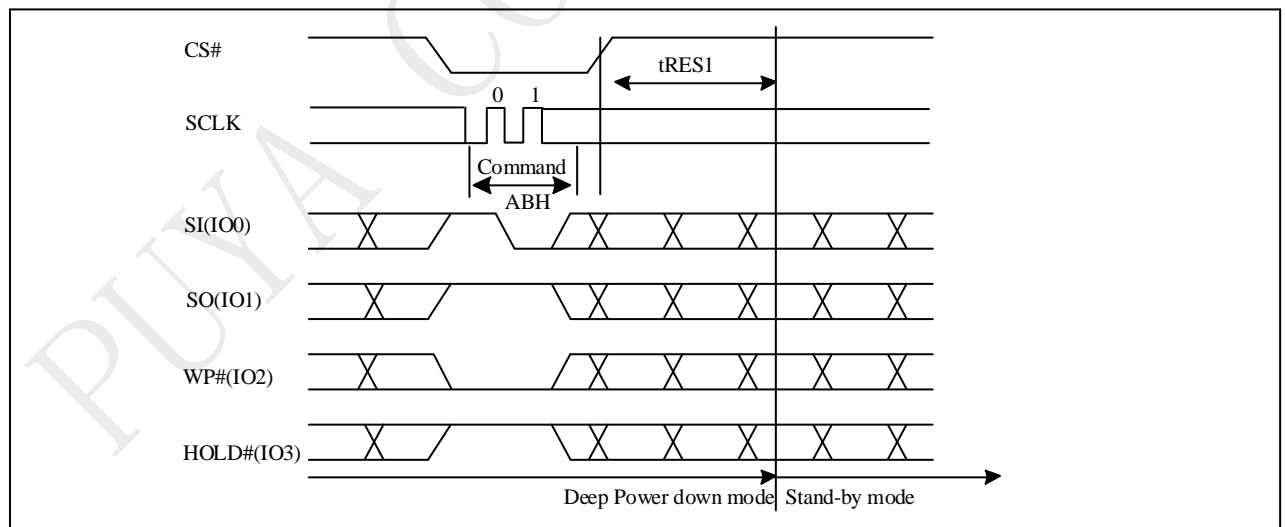 CS#
tRES1
0 1
SCLK
Command
ABH
SI(IO0)
SO(IO1)
WP#(IO2)
HOLD#(IO3)
Deep Power down mode Stand-by mode
PUYA CO